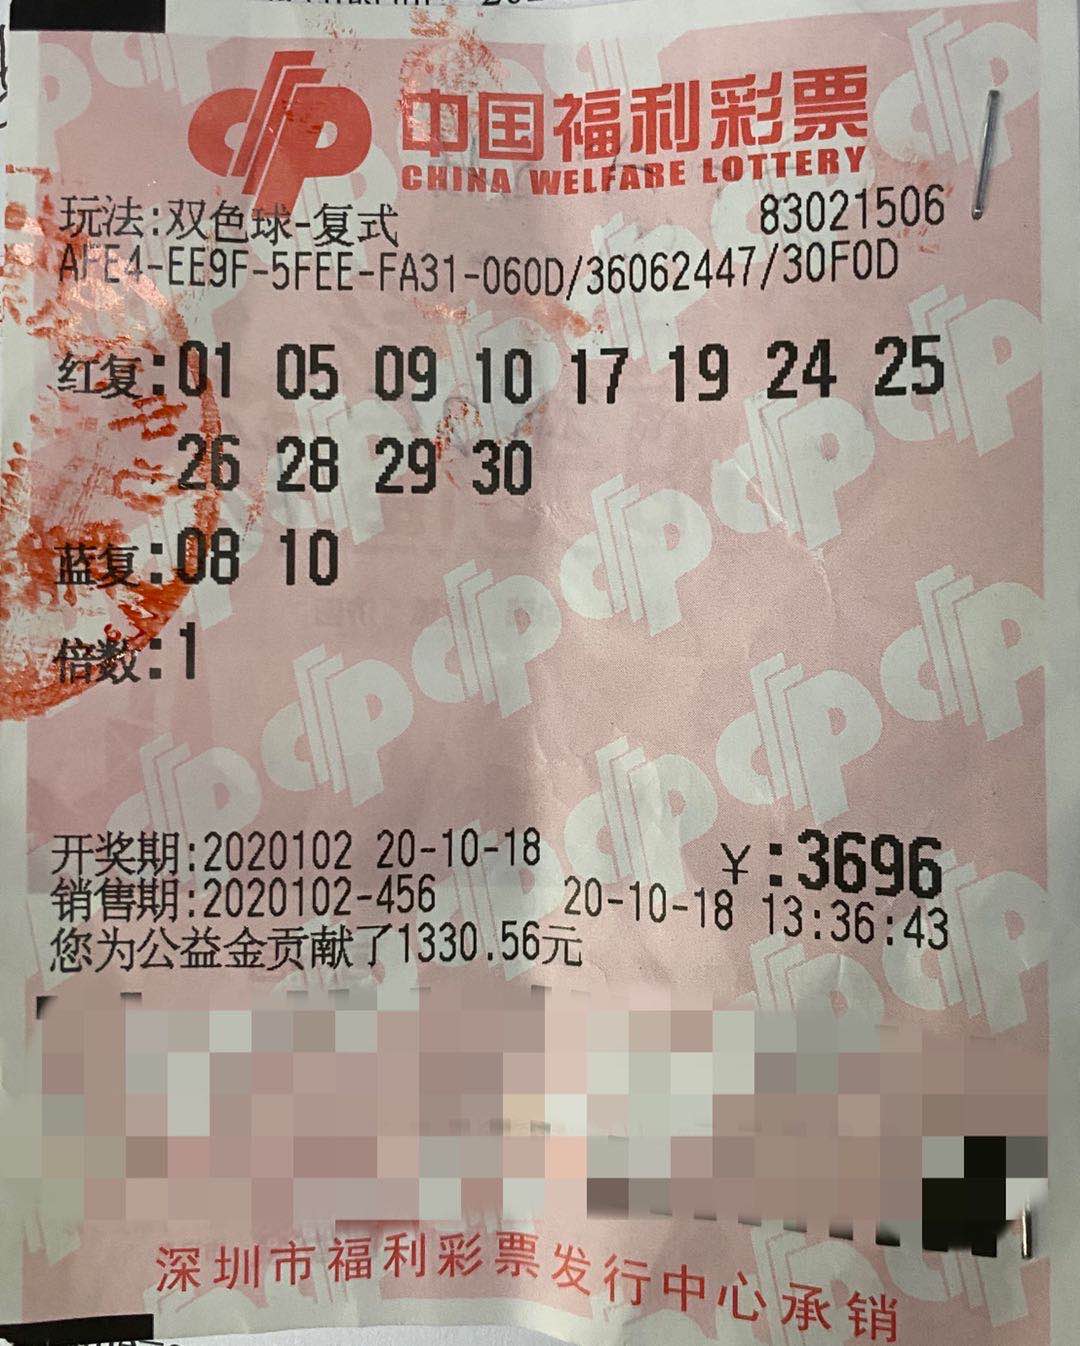 中国福利彩票
CHINA WELFARE LOTTERY
玩法:双色球-复式 83021506
AFE4-EE9F-5FEE-FA31-060D/36062447/30F0D
红复:01 05 09 10 17 19 24 25
26 28 29 30
蓝复:08 10
倍数:1
开奖期:2020102 20-10-18 ¥:3696
销售期:2020102-456 20-10-18 13:36:43
您为公益金贡献了1330.56元
深圳市福利彩票发行中心承销